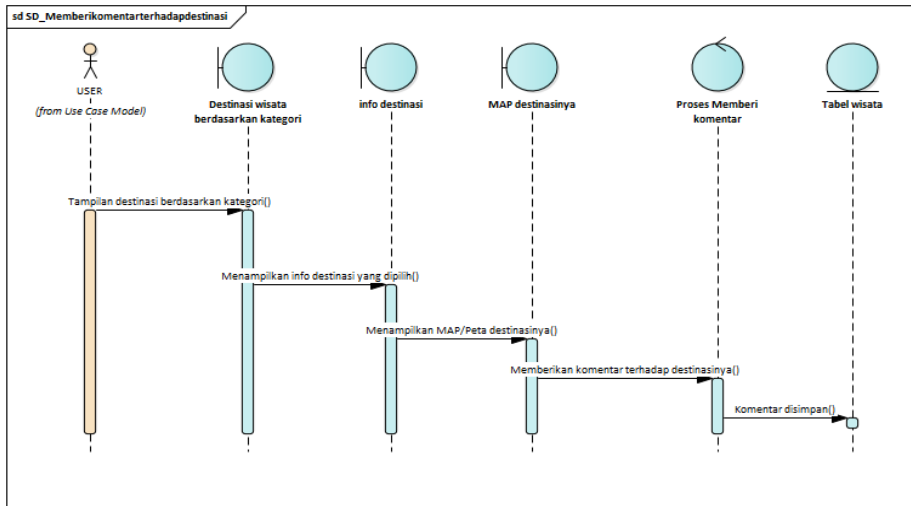 sd SD_Memberikomentarterhadapdestinasi
USER
(from Use Case Model)
Destinasi wisata
berdasarkan kategori
info destinasi
MAP destinasinya
Proses Memberi
komentar
Tabel wisata
Tampilan destinasi berdasarkan kategori()
Menampilkan info destinasi yang dipilih()
Menampilkan MAP/Peta destinasinya()
Memberikan komentar terhadap destinasinya()
Komentar disimpan()